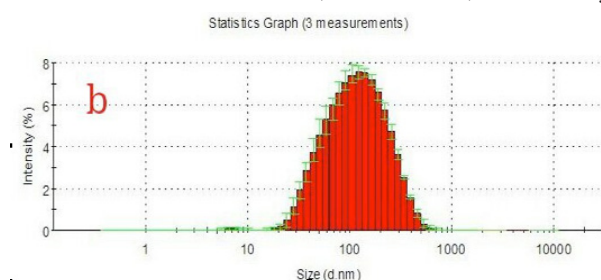 Statistics Graph (3 measurements)
8
b
6
Intensity (%)
4
2
0
1 10 100 1000 10000
Size (d.nm)